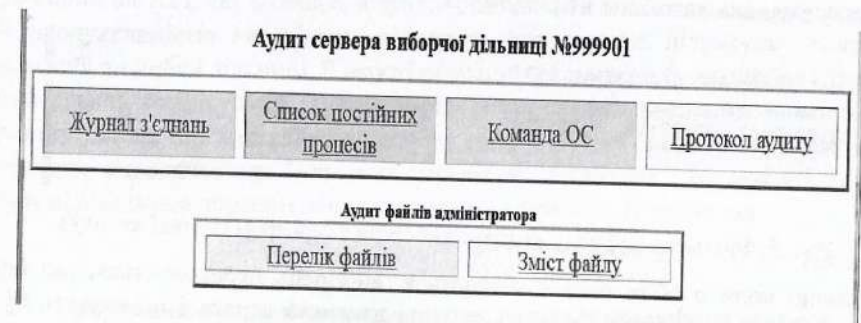 Аудит сервера виборчої дільниці №999901
Журнал з'єднань
Список постійних
процесів
Команда ОС
Протокол аудиту
Аудит файлів адміністратора
Перелік файлів
Зміст файлу